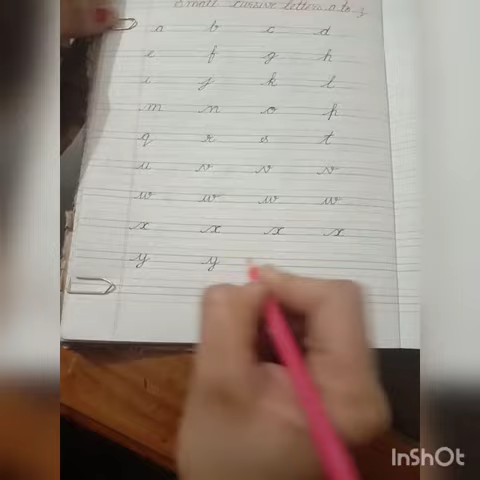 small cursive letters a to z
a b c d
e f g h
i j k l
m n o p
q r s t
u v v v
w w w w
x x x x
y y
InShOt